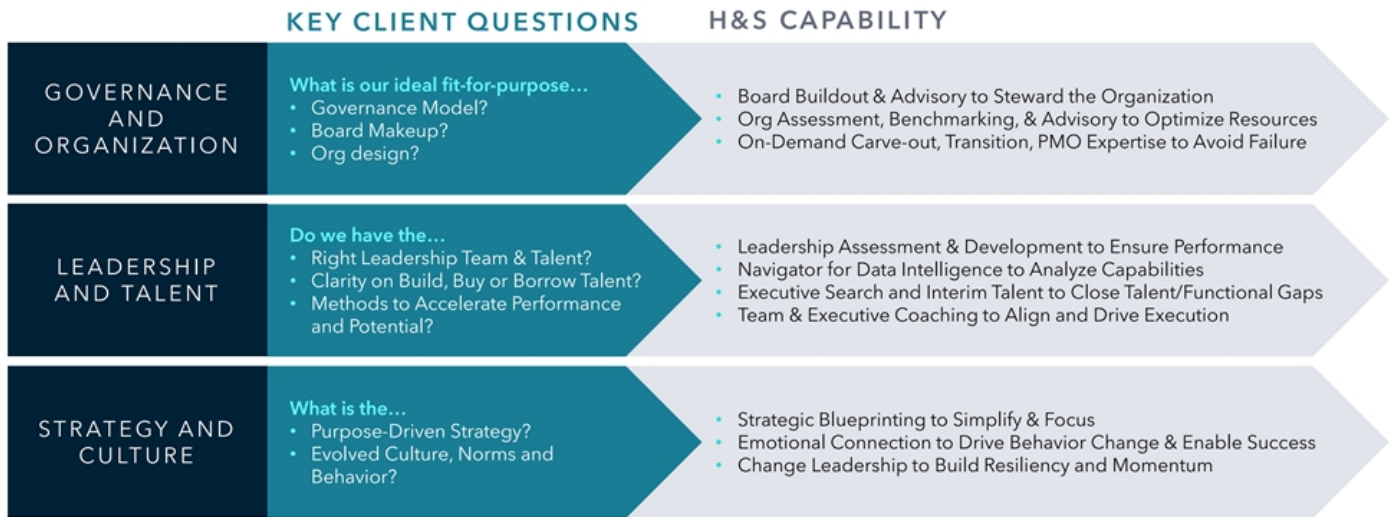 KEY CLIENT QUESTIONS
H&S CAPABILITY
GOVERNANCE
AND
ORGANIZATION
What is our ideal fit-for-purpose...
• Governance Model?
• Board Makeup?
• Org design?
• Board Buildout & Advisory to Steward the Organization
• Org Assessment, Benchmarking, & Advisory to Optimize Resources
• On-Demand Carve-out, Transition, PMO Expertise to Avoid Failure
LEADERSHIP
AND TALENT
Do we have the...
• Right Leadership Team & Talent?
• Clarity on Build, Buy or Borrow Talent?
• Methods to Accelerate Performance
and Potential?
• Leadership Assessment & Development to Ensure Performance
• Navigator for Data Intelligence to Analyze Capabilities
• Executive Search and Interim Talent to Close Talent/Functional Gaps
• Team & Executive Coaching to Align and Drive Execution
STRATEGY AND
CULTURE
What is the...
• Purpose-Driven Strategy?
• Evolved Culture, Norms and
Behavior?
• Strategic Blueprinting to Simplify & Focus
• Emotional Connection to Drive Behavior Change & Enable Success
• Change Leadership to Build Resiliency and Momentum